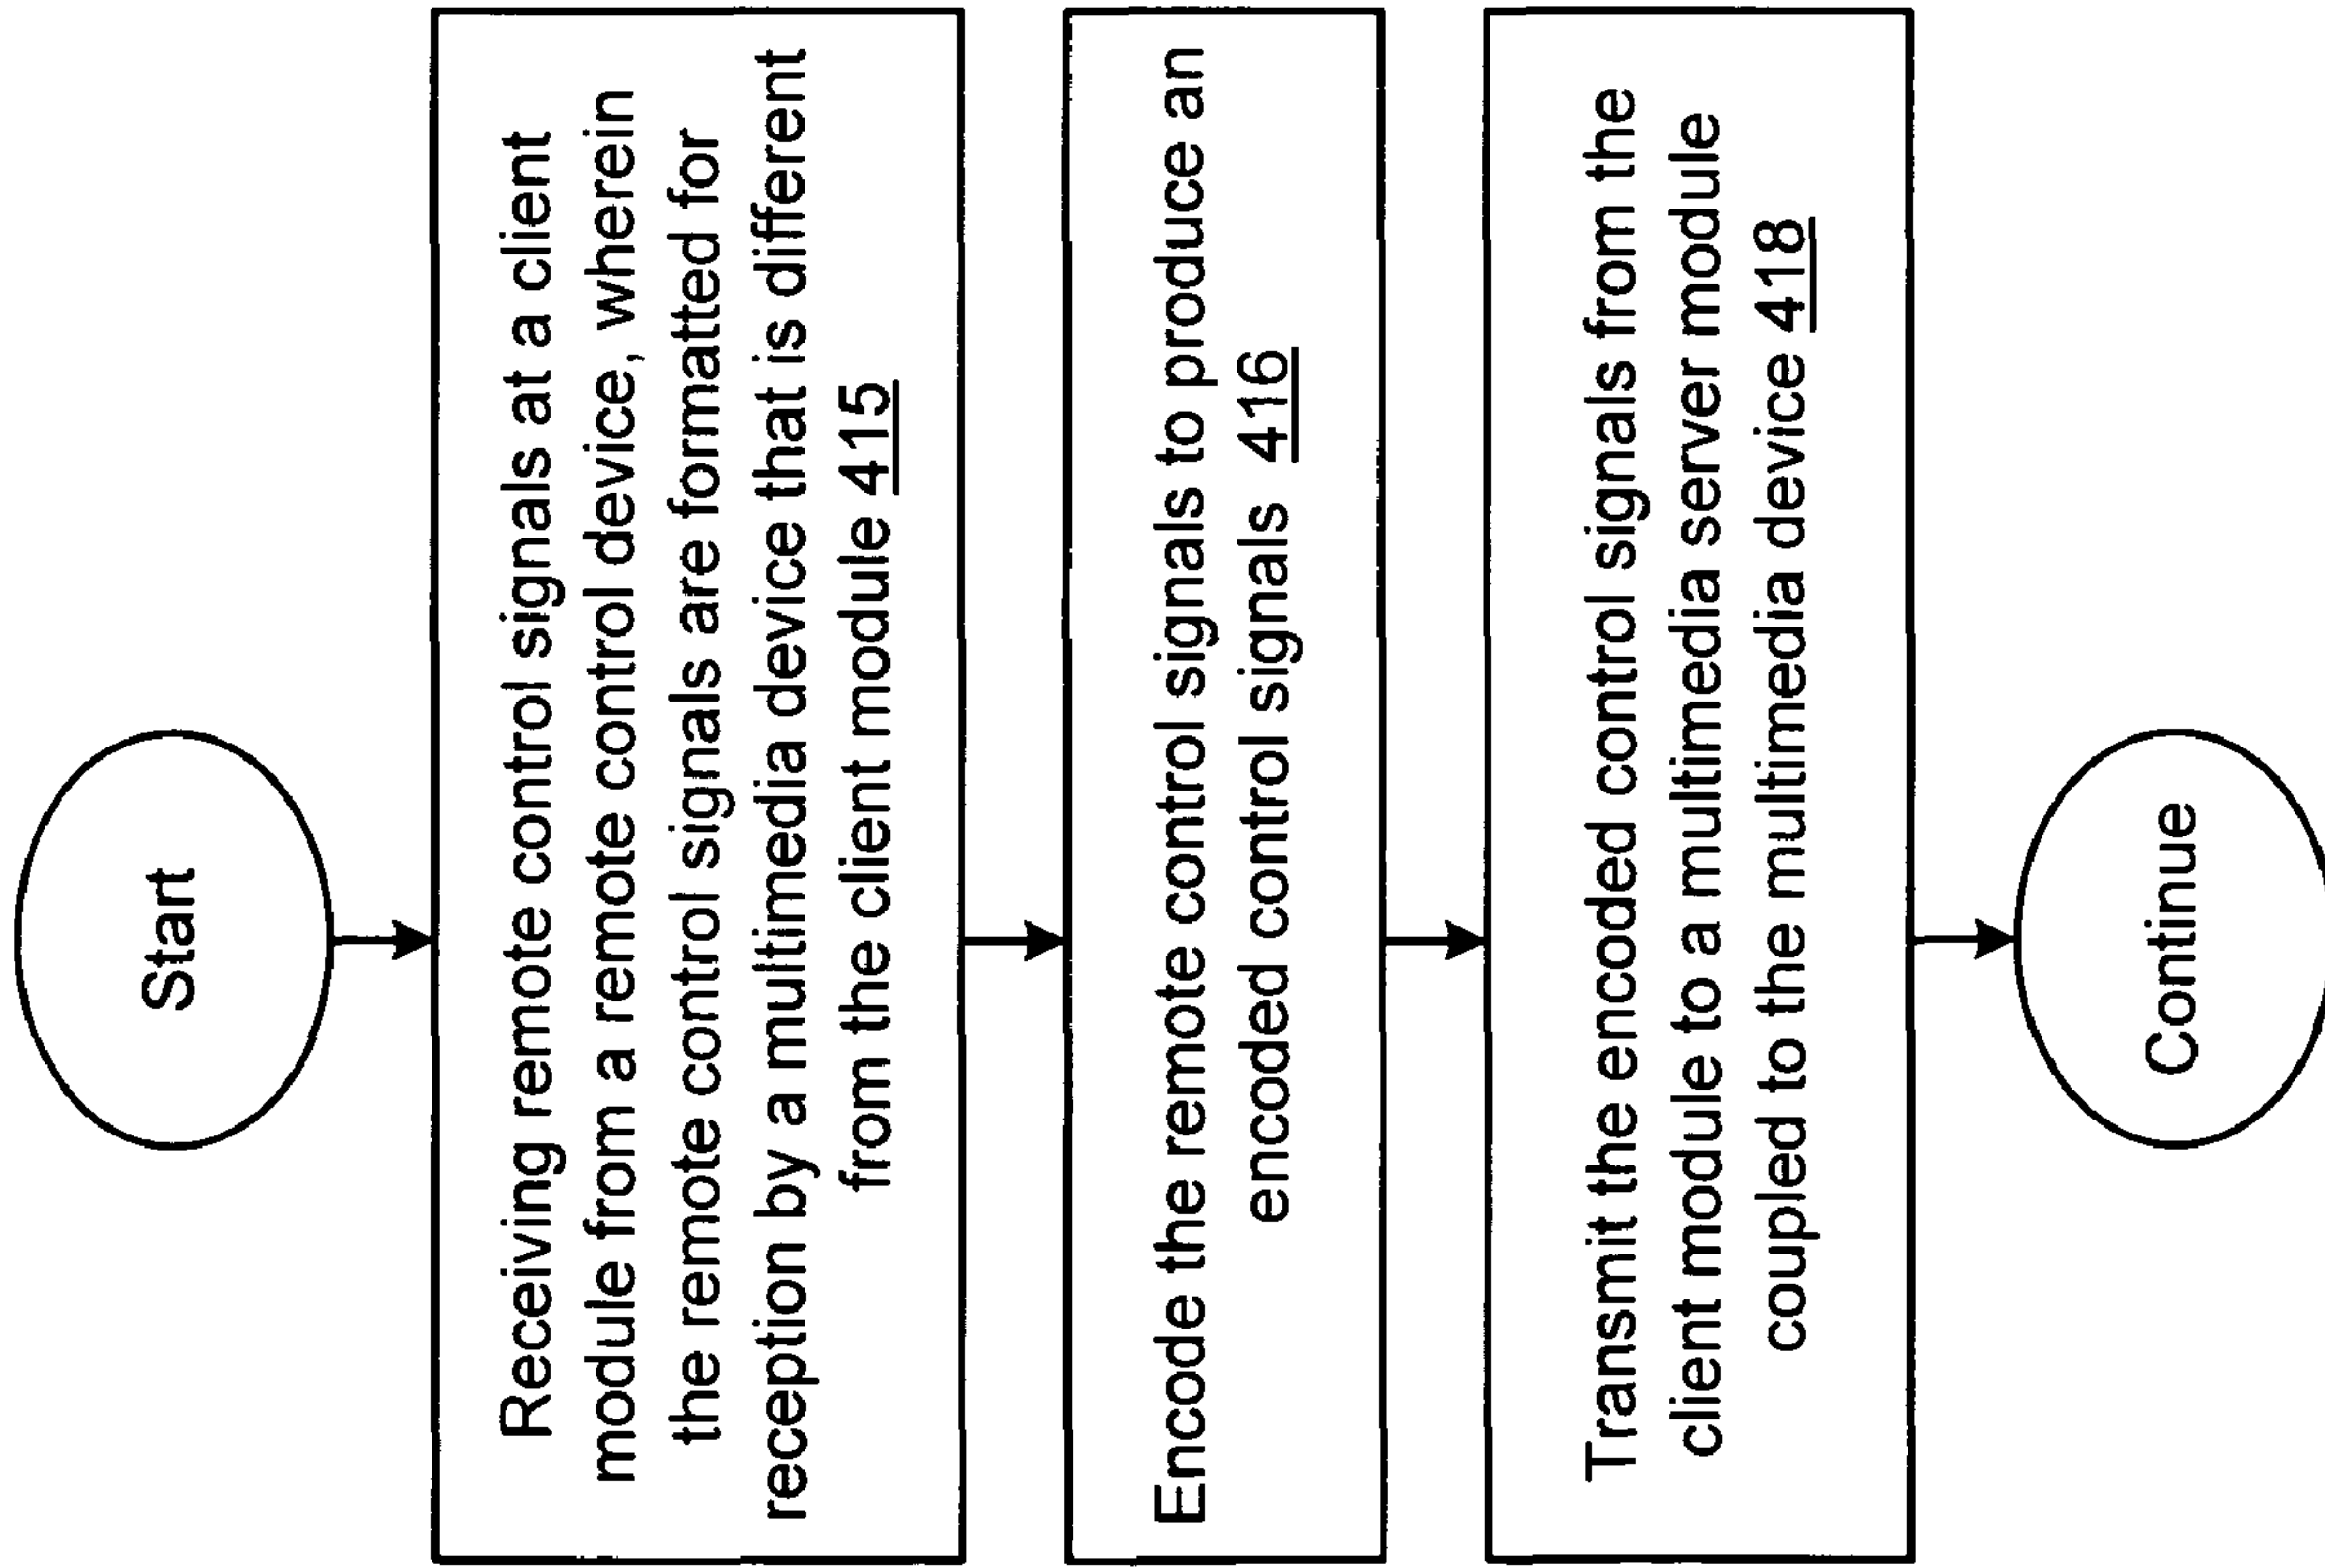 Start
Receiving remote control signals at a client
module from a remote control device, wherein
the remote control signals are formatted for
reception by a multimedia device that is different
from the client module 415
Encode the remote control signals to produce an
encoded control signals 416
Transmit the encoded control signals from the
client module to a multimedia server module
coupled to the multimedia device 418
Continue